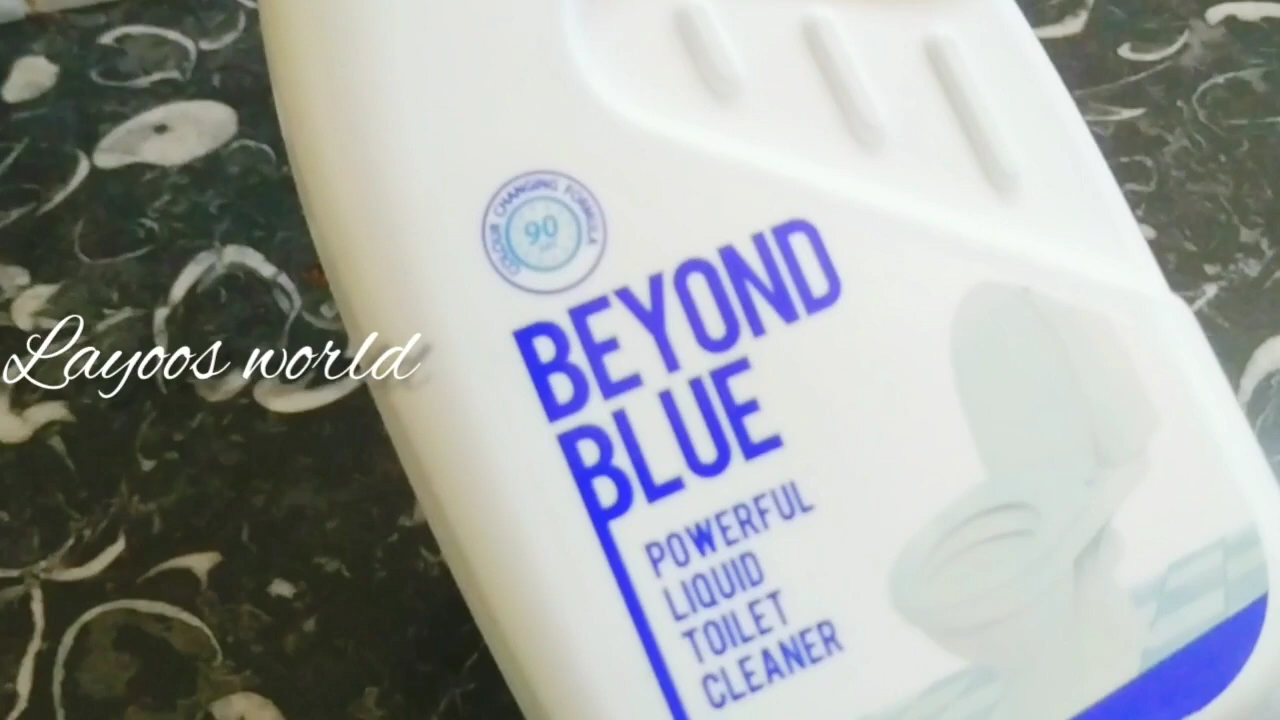 COLOUR CHANGING FORMULA
90
BEYOND
BLUE
POWERFUL
LIQUID
TOILET
CLEANER
Layoos world